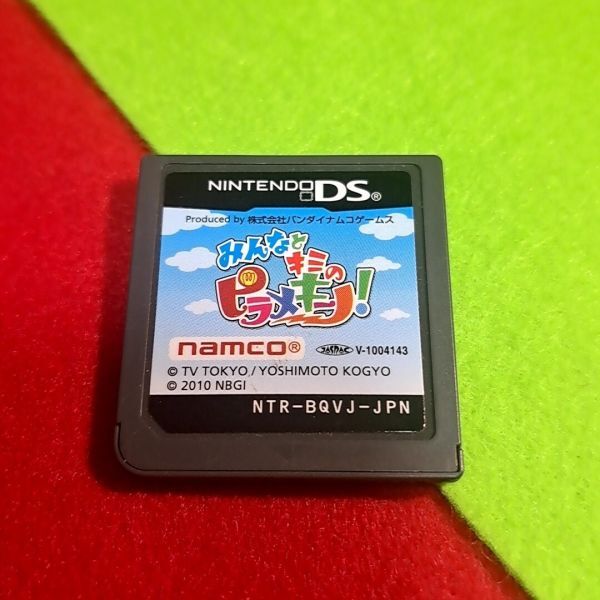 NINTENDO DS®
Produced by 株式会社バンダイナムコゲームス
みんなと
キミの
ピラメキーノ!
namco®
JASRAC V-1004143
© TV TOKYO / YOSHIMOTO KOGYO
© 2010 NBGI
NTR-BQVJ-JPN